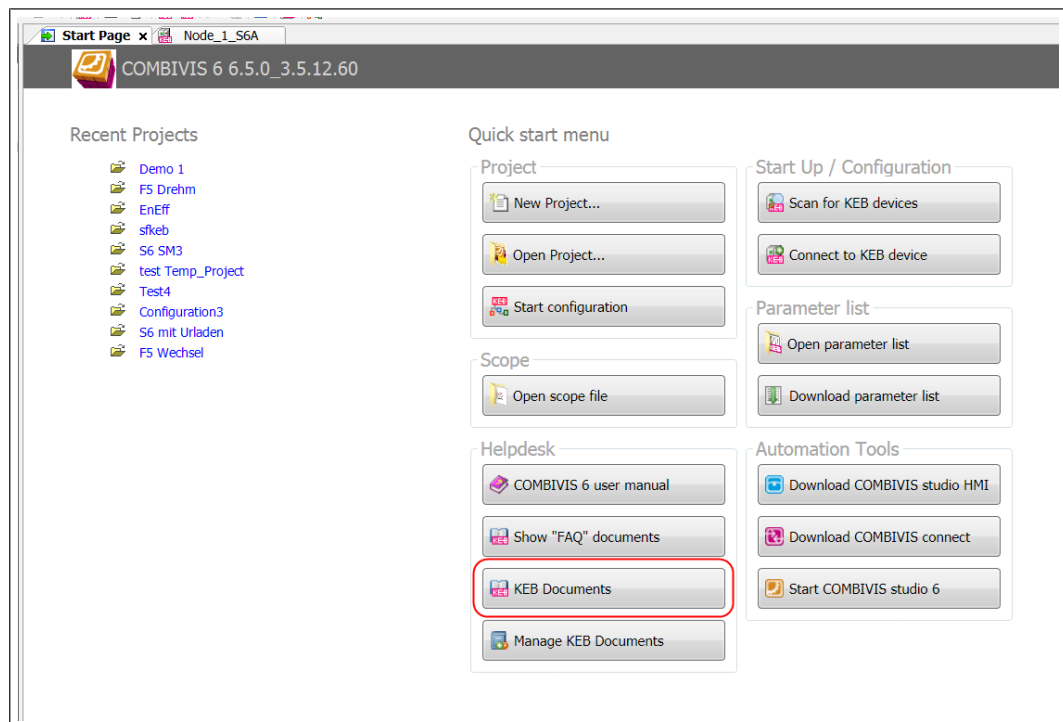 Start Page
Node_1_S6A
COMBIVIS 6 6.5.0_3.5.12.60
Recent Projects
Demo 1
F5 Drehm
EnEff
sfkeb
S6 SM3
test Temp_Project
Test4
Configuration3
S6 mit Urladen
F5 Wechsel
Quick start menu
Project
New Project...
Open Project...
Start configuration
Scope
Open scope file
Helpdesk
COMBIVIS 6 user manual
Show "FAQ" documents
KEB Documents
Manage KEB Documents
Start Up / Configuration
Scan for KEB devices
Connect to KEB device
Parameter list
Open parameter list
Download parameter list
Automation Tools
Download COMBIVIS studio HMI
Download COMBIVIS connect
Start COMBIVIS studio 6